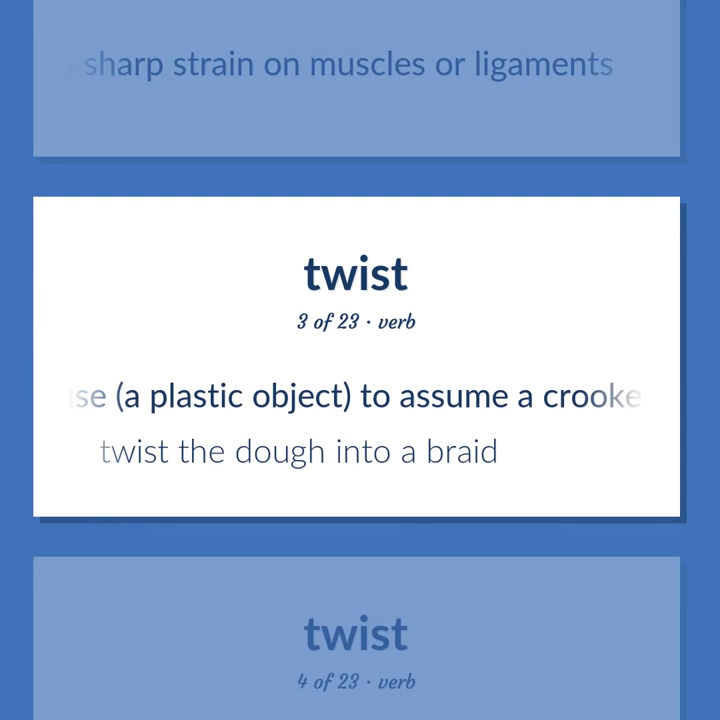 sharp strain on muscles or ligaments
twist
3 of 23 · verb
(a plastic object) to assume a
twist the dough into a braid
twist
4 of 23 · verb